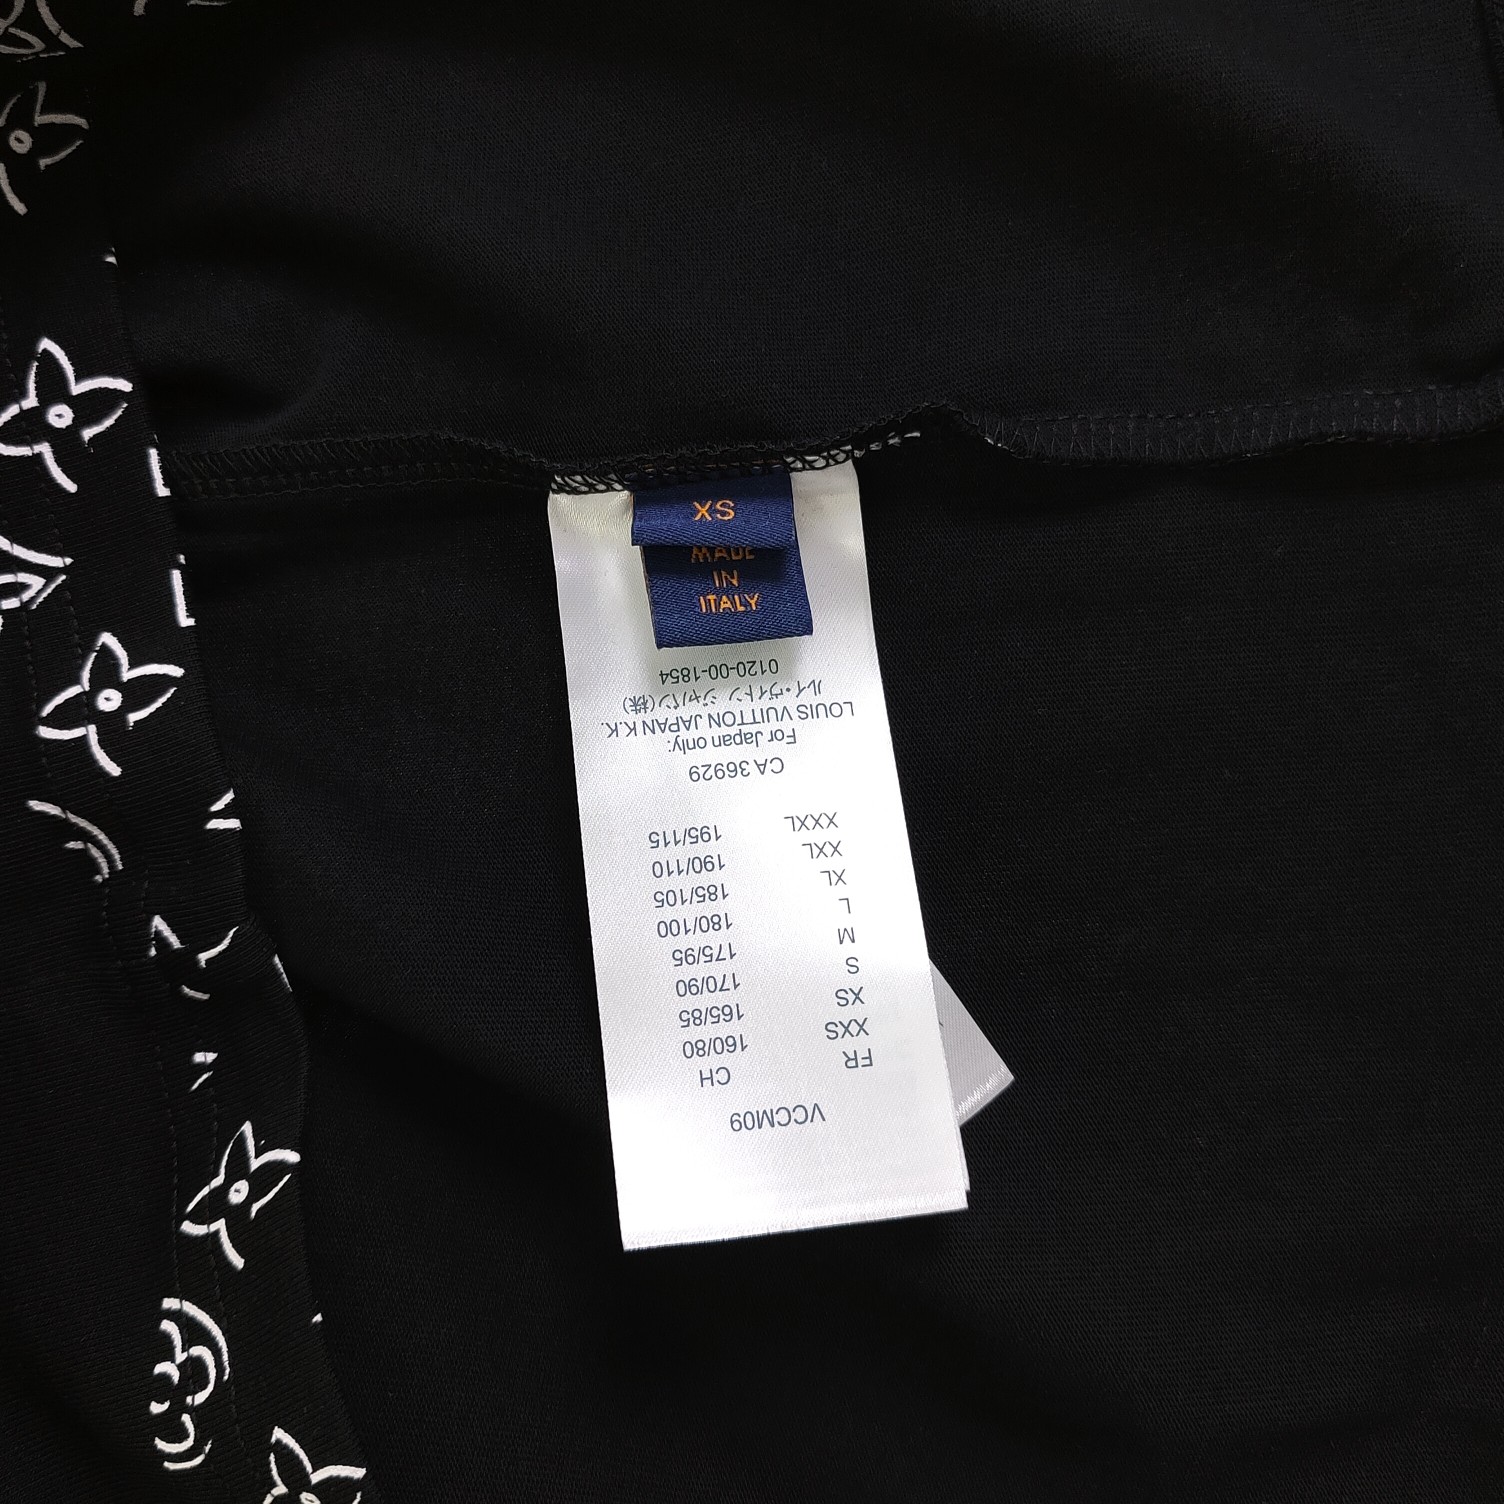 XS
MADE
IN
ITALY
VCCM09
FR CH
XXS 160/80
XS 165/85
S 170/90
M 175/95
L 180/100
XL 185/105
XXL 190/110
XXXL 195/115
CA 36929
For Japan only:
LOUIS VUITTON JAPAN K.K.
ルイ・ヴィトン ジャパン(株)
0120-00-1854